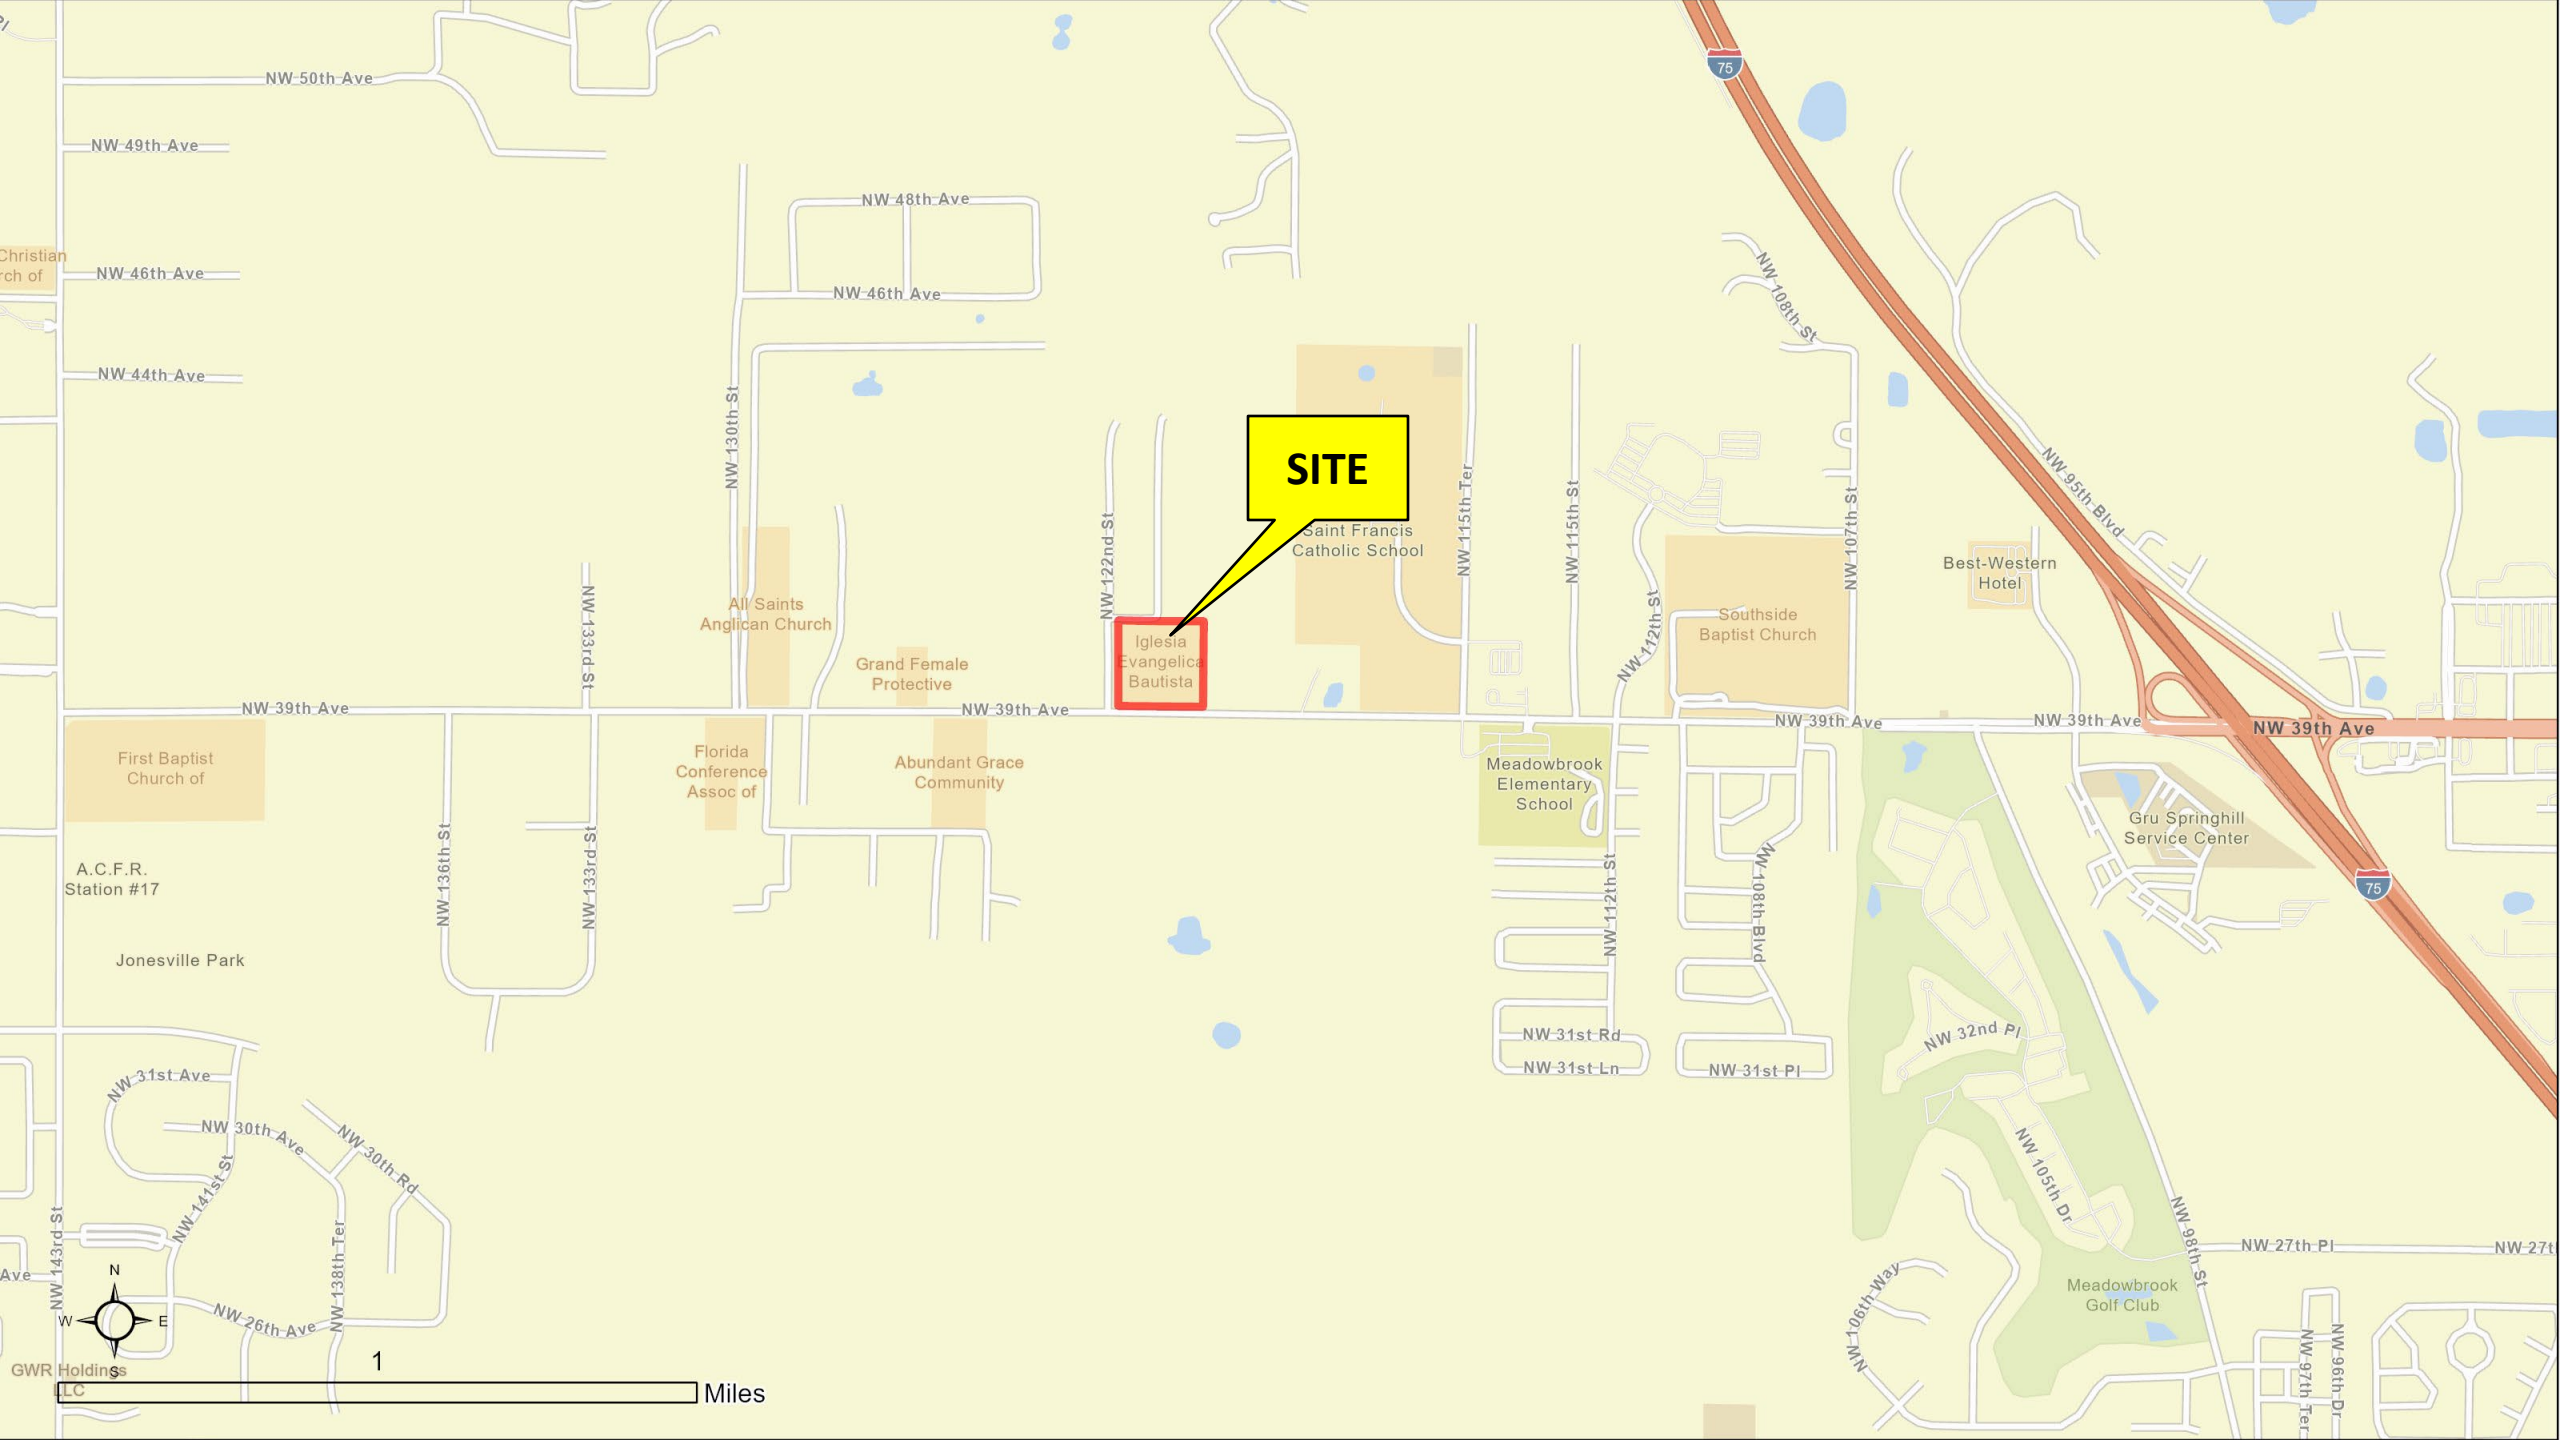 75
NW 50th Ave
NW 49th Ave
NW 48th Ave
Christian
rch of
NW 46th Ave
NW 46th Ave
NW 108th St
NW 44th Ave
NW 130th St
SITE
NW 95th Blvd
NW 122nd St
Saint Francis
Catholic School
NW 115th Ter
NW 115th St
NW 107th St
Best-Western
Hotel
NW 133rd St
All Saints
Anglican Church
NW 112th St
Southside
Baptist Church
Iglesia
Evangelica
Bautista
Grand Female
Protective
NW 39th Ave
NW 39th Ave
NW 39th Ave
NW 39th Ave
NW 39th Ave
First Baptist
Church of
Florida
Conference
Assoc of
Abundant Grace
Community
Meadowbrook
Elementary
School
Gru Springhill
Service Center
NW 136th St
NW 133rd St
A.C.F.R.
Station #17
NW 112th St
NW 108th Blvd
75
Jonesville Park
NW 31st Rd
NW 31st Ln
NW 31st Pl
NW 32nd Pl
NW 31st Ave
NW 30th Ave
NW 30th Rd
NW 141st St
NW 105th Dr
NW 143rd St
NW 138th Ter
NW 98th St
NW 27th Pl
NW 27t
Ave
NW 26th Ave
NW 106th Way
Meadowbrook
Golf Club
NW 97th Ter
NW 96th Dr
N
W
E
S
GWR Holdings
LLC
1
Miles